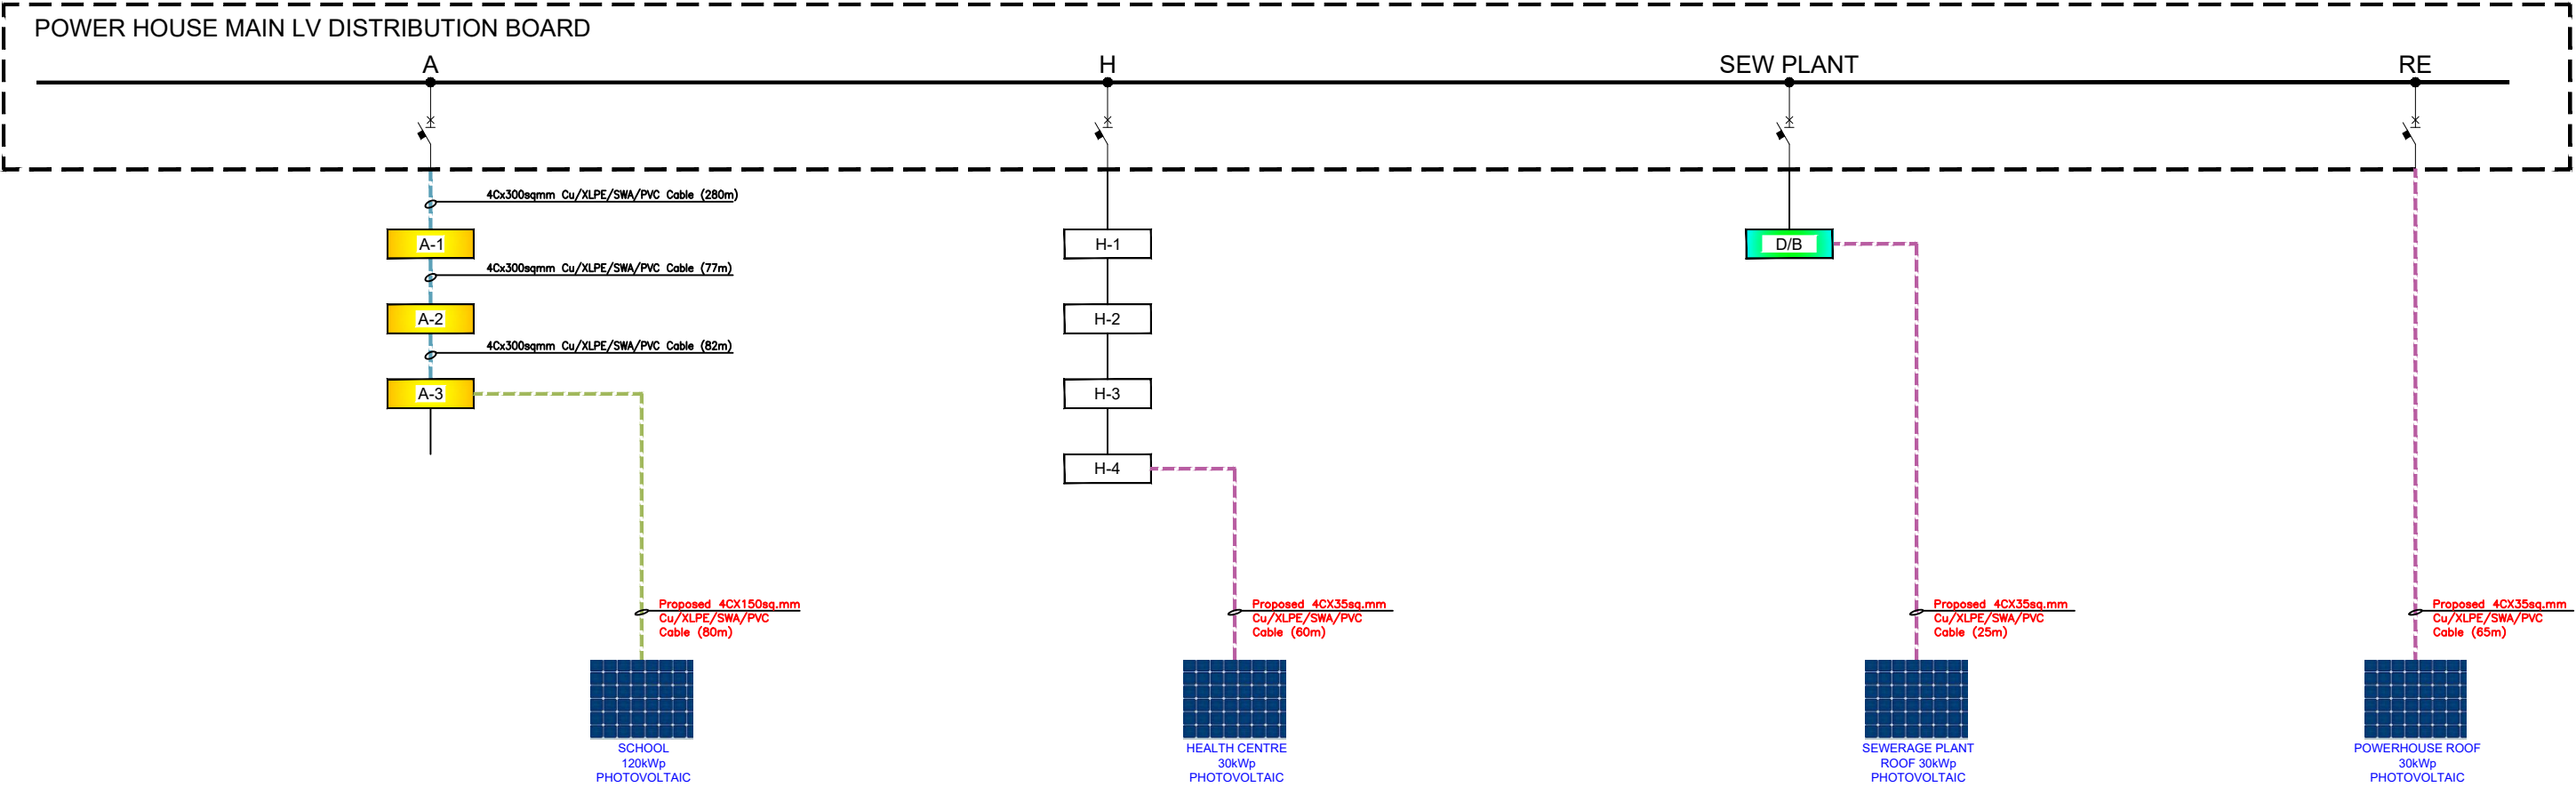 POWER HOUSE MAIN LV DISTRIBUTION BOARD
A
H
SEW PLANT
RE
4Cx300sqmm Cu/XLPE/SWA/PVC Cable (280m)
A-1
4Cx300sqmm Cu/XLPE/SWA/PVC Cable (77m)
A-2
4Cx300sqmm Cu/XLPE/SWA/PVC Cable (82m)
A-3
H-1
H-2
H-3
H-4
D/B
Proposed 4CX150sq.mm
Cu/XLPE/SWA/PVC
Cable (80m)
Proposed 4CX35sq.mm
Cu/XLPE/SWA/PVC
Cable (60m)
Proposed 4CX35sq.mm
Cu/XLPE/SWA/PVC
Cable (25m)
Proposed 4CX35sq.mm
Cu/XLPE/SWA/PVC
Cable (65m)
SCHOOL
120kWp
PHOTOVOLTAIC
HEALTH CENTRE
30kWp
PHOTOVOLTAIC
SEWERAGE PLANT
ROOF 30kWp
PHOTOVOLTAIC
POWERHOUSE ROOF
30kWp
PHOTOVOLTAIC